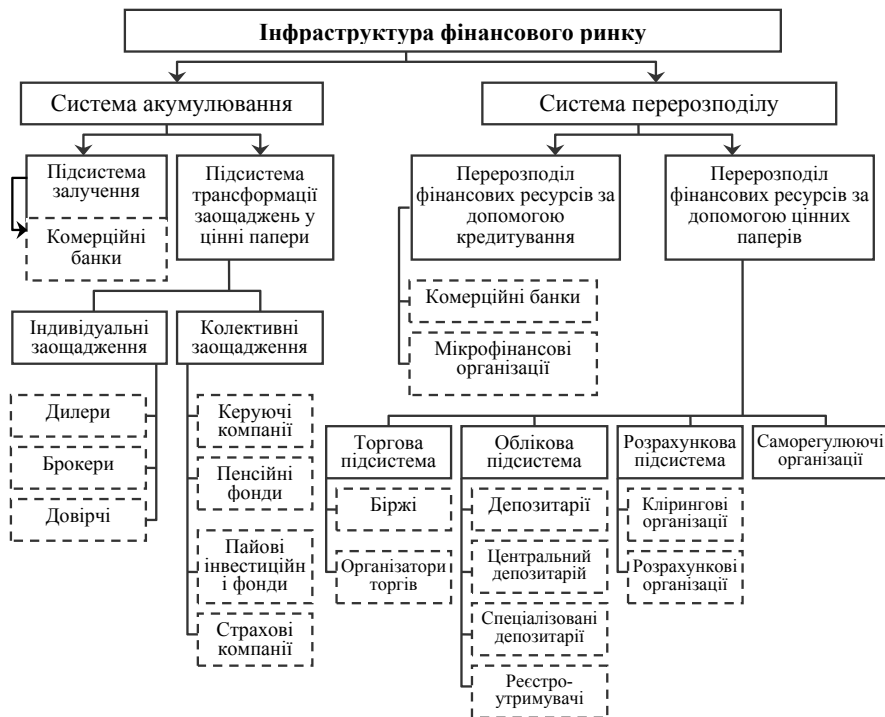 Інфраструктура фінансового ринку
Система акумулювання
Система перерозподілу
Підсистема
залучення
Комерційні
банки
Підсистема
трансформації
заощаджень у
цінні папери
Перерозподіл
фінансових ресурсів за
допомогою
кредитування
Перерозподіл
фінансових ресурсів за
допомогою цінних
паперів
Комерційні банки
Мікрофінансові
організації
Індивідуальні
заощадження
Колективні
заощадження
Дилери
Брокери
Довірчі
Керуючі
компанії
Пенсійні
фонди
Пайові
інвестиційн
і фонди
Страхові
компанії
Торгова
підсистема
Облікова
підсистема
Розрахункова
підсистема
Саморегулюючі
організації
Біржі
Організатори
торгів
Депозитарії
Центральний
депозитарій
Спеціалізовані
депозитарії
Реєстро-
утримувачі
Клірингові
організації
Розрахункові
організації